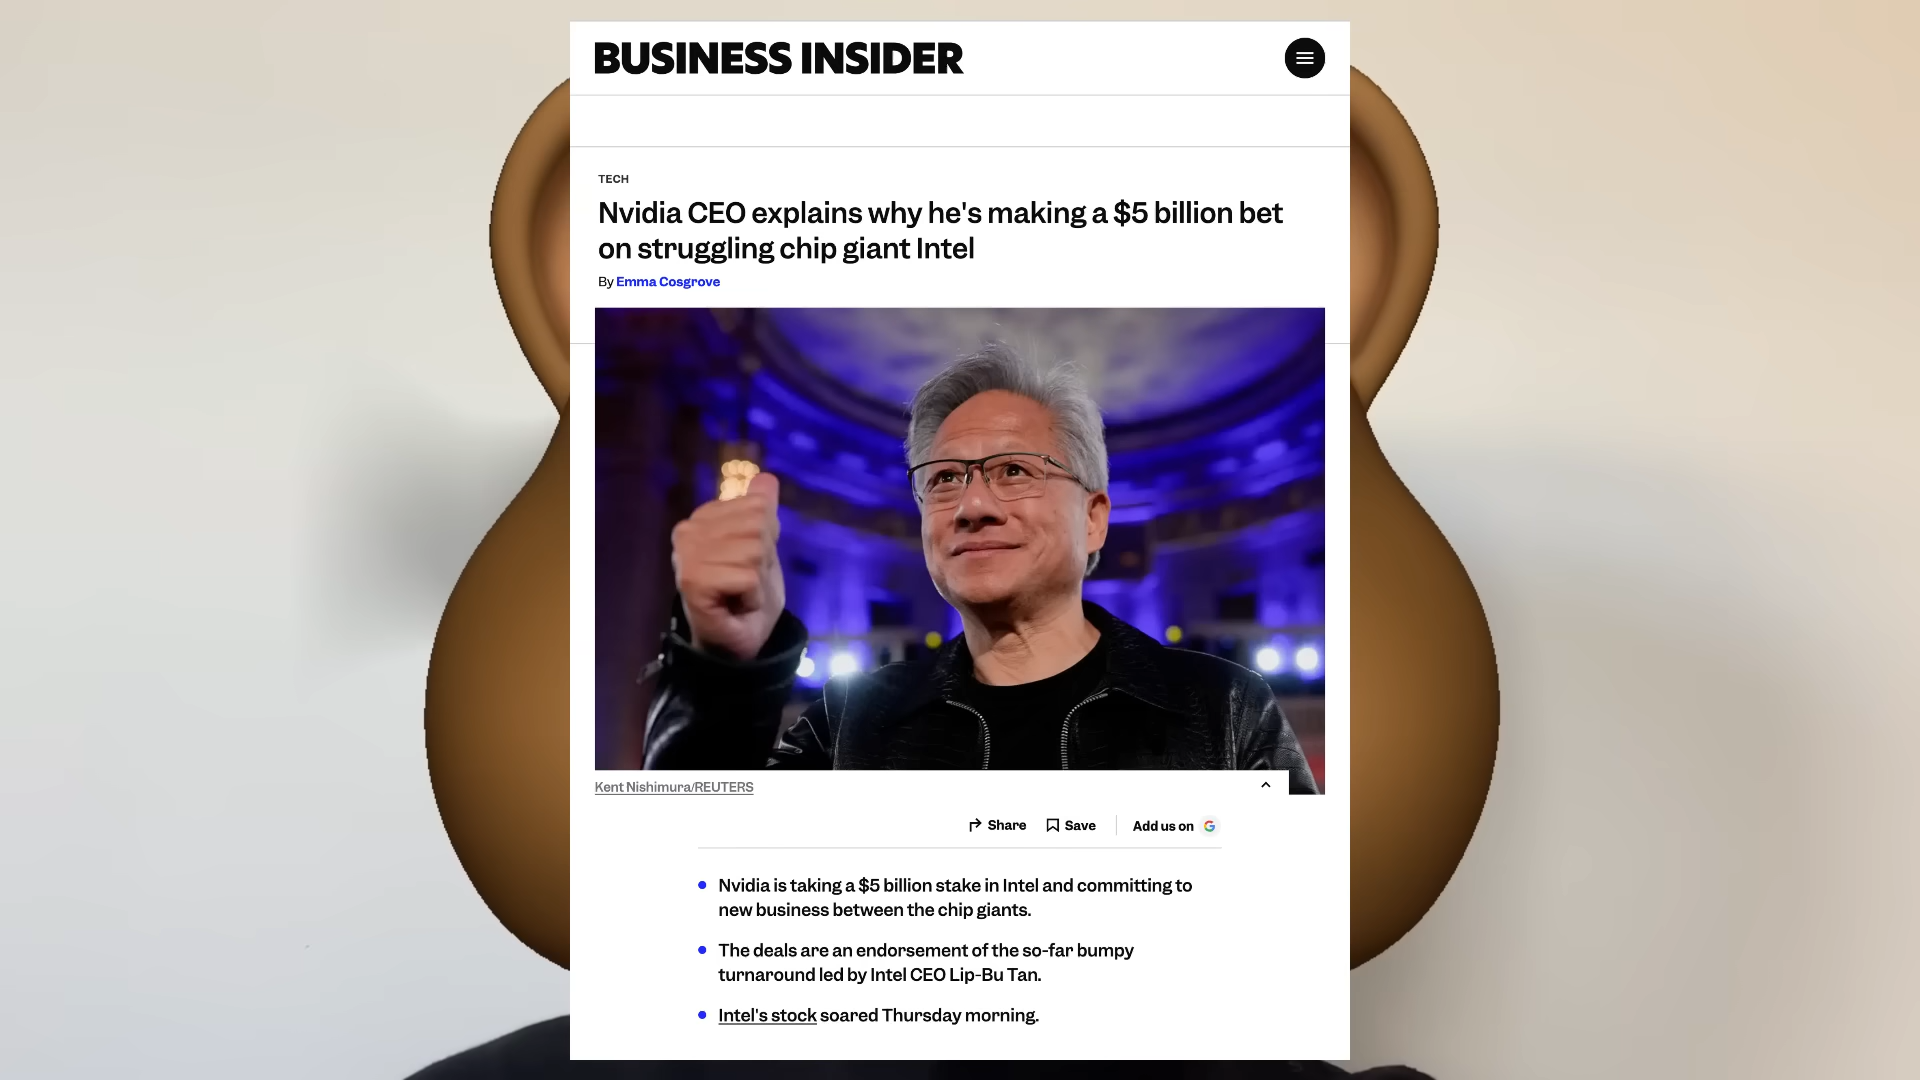 BUSINESS INSIDER
TECH
Nvidia CEO explains why he's making a $5 billion bet
on struggling chip giant Intel
By Emma Cosgrove
Kent Nishimura/REUTERS
Share Save Add us on
Nvidia is taking a $5 billion stake in Intel and committing to
new business between the chip giants.
The deals are an endorsement of the so-far bumpy
turnaround led by Intel CEO Lip-Bu Tan.
Intel's stock soared Thursday morning.